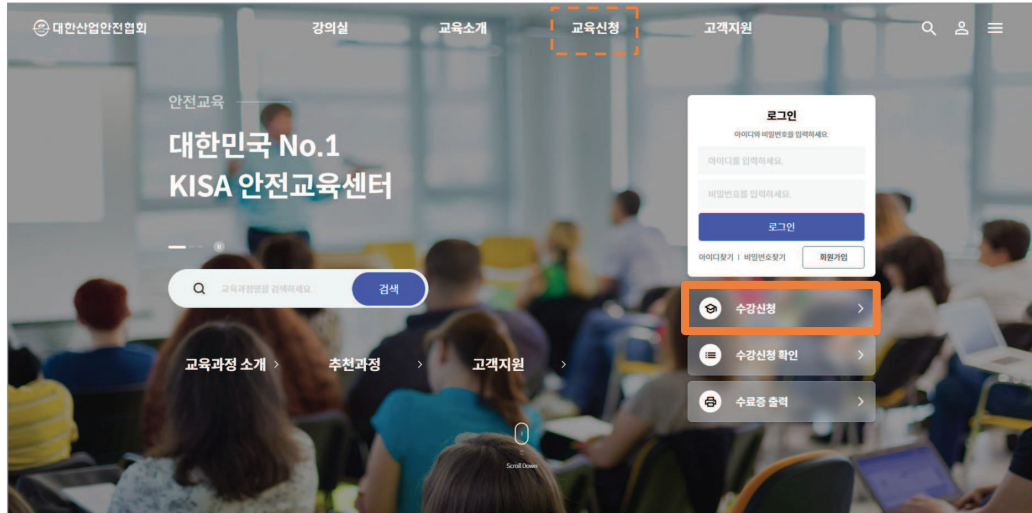 대한산업안전협회
강의실
교육소개
교육신청
고객지원
안전교육
대한민국 No.1
KISA 안전교육센터
교육과정명을 검색하세요.
검색
교육과정 소개
추천과정
고객지원
Scroll Down
로그인
아이디와 비밀번호를 입력하세요.
아이디를 입력하세요.
비밀번호를 입력하세요.
로그인
아이디찾기 | 비밀번호찾기
회원가입
수강신청
수강신청 확인
수료증 출력